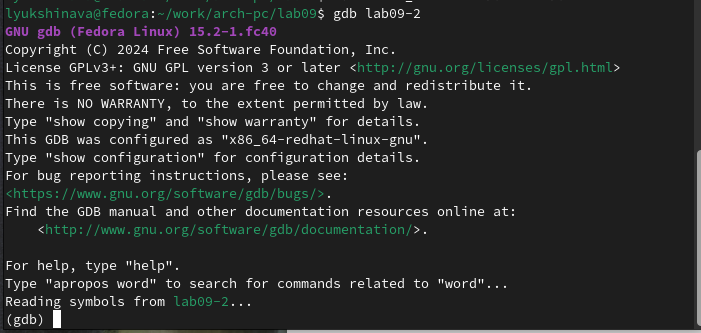 lyukshinava@fedora:~/work/arch-pc/lab09$ gdb lab09-2
GNU gdb (Fedora Linux) 15.2-1.fc40
Copyright (C) 2024 Free Software Foundation, Inc.
License GPLv3+: GNU GPL version 3 or later <http://gnu.org/licenses/gpl.html>
This is free software: you are free to change and redistribute it.
There is NO WARRANTY, to the extent permitted by law.
Type "show copying" and "show warranty" for details.
This GDB was configured as "x86_64-redhat-linux-gnu".
Type "show configuration" for configuration details.
For bug reporting instructions, please see:
<https://www.gnu.org/software/gdb/bugs/>.
Find the GDB manual and other documentation resources online at:
    <http://www.gnu.org/software/gdb/documentation/>.

For help, type "help".
Type "apropos word" to search for commands related to "word"...
Reading symbols from lab09-2...
(gdb)